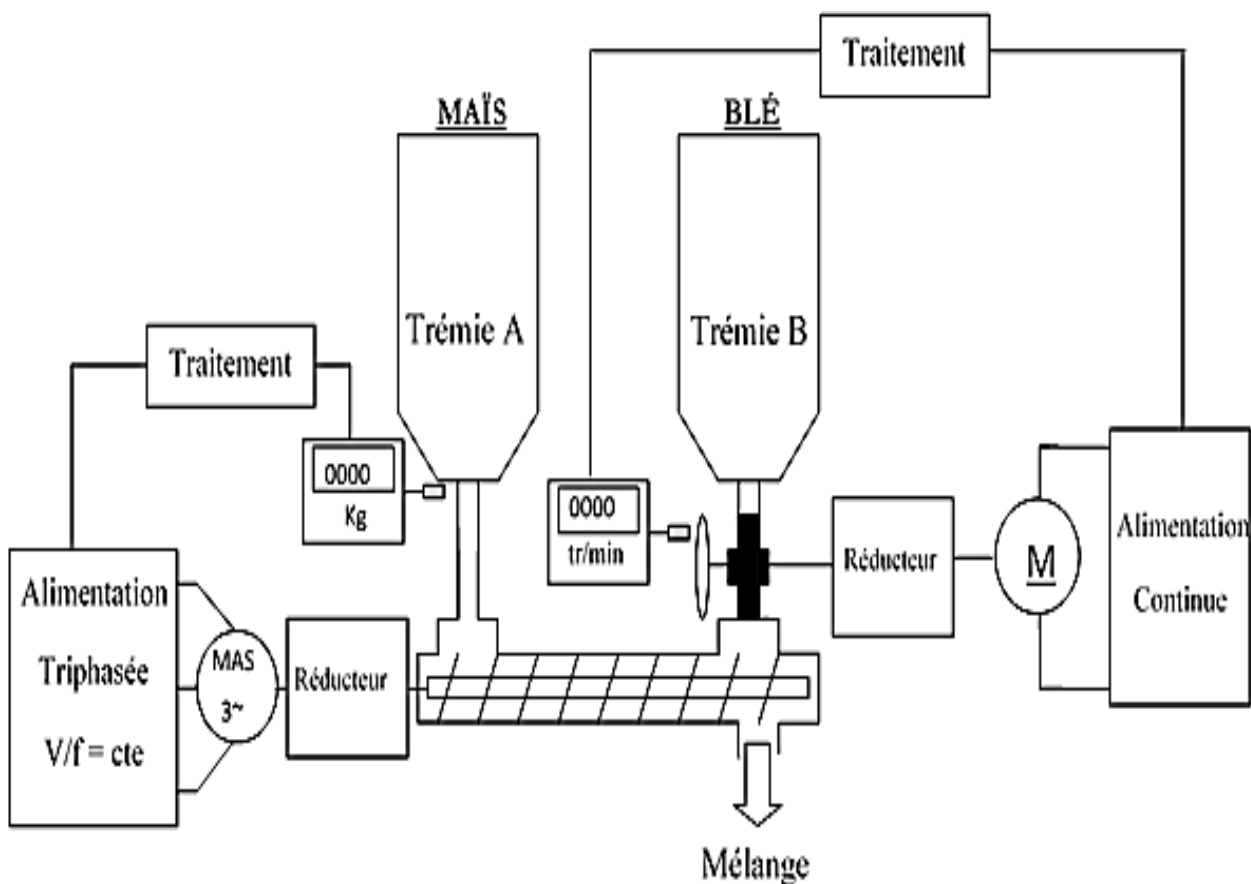 Traitement
MAÏS
BLÉ
Trémie A
Trémie B
Traitement
0000
Kg
0000
tr/min
Réducteur
M
Alimentation
Continue
Alimentation
Triphasée
V/f = cte
MAS
3~
Réducteur
Mélange